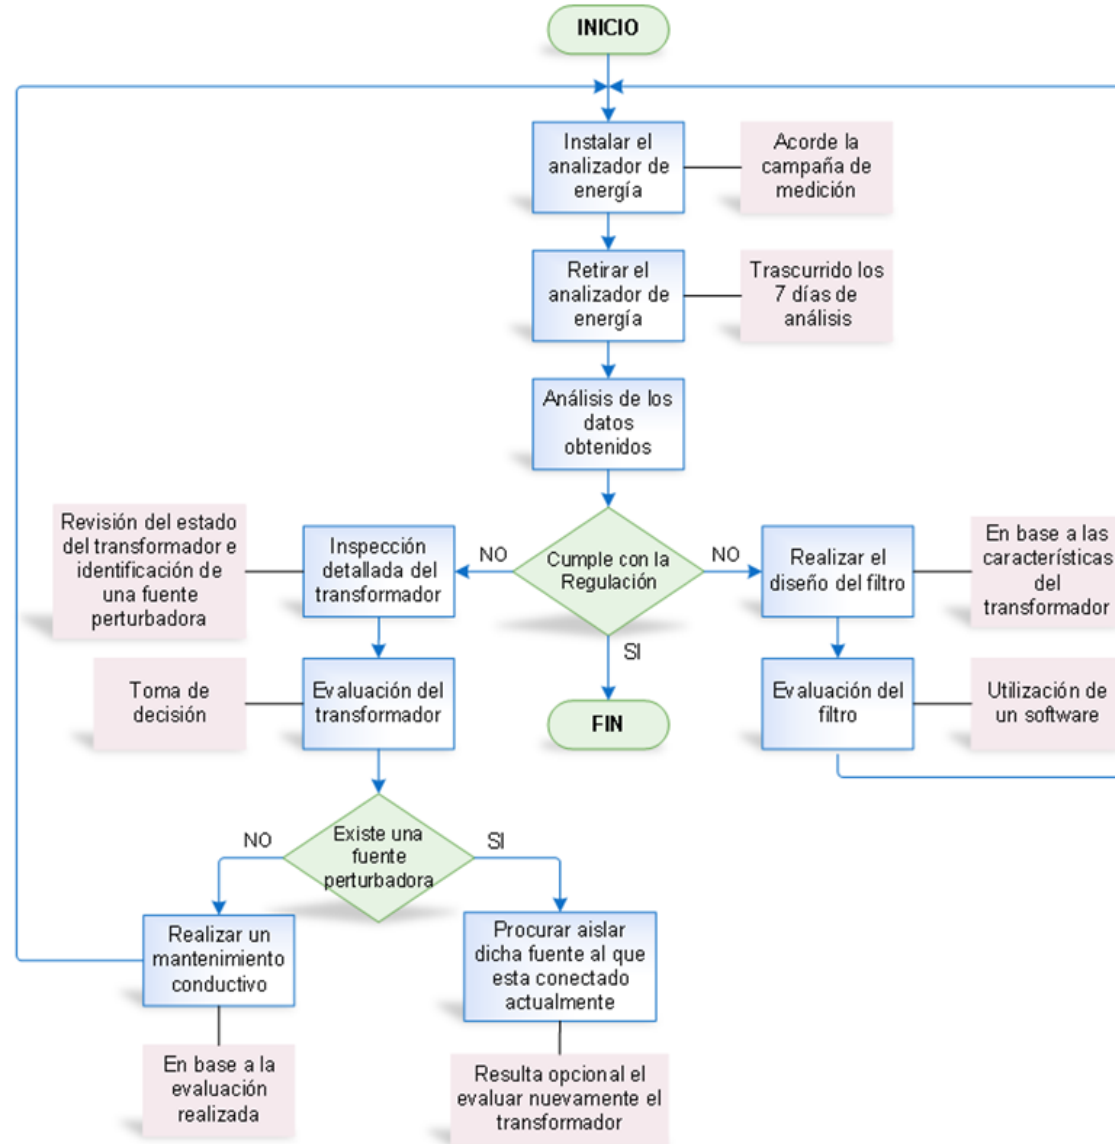 INICIO
Instalar el
analizador de
energía
Acorde la
campaña de
medición
Retirar el
analizador de
energía
Trascurrido los
7 días de
análisis
Análisis de los
datos
obtenidos
Revisión del estado
del transformador e
identificación de
una fuente
perturbadora
Inspección
detallada del
transformador
NO
Cumple con la
Regulación
NO
Realizar el
diseño del filtro
En base a las
características
del
transformador
SI
Toma de
decisión
Evaluación del
transformador
FIN
Evaluación del
filtro
Utilización de
un software
NO
Existe una
fuente
perturbadora
SI
Realizar un
mantenimiento
conductivo
Procurar aislar
dicha fuente al que
esta conectado
actualmente
En base a la
evaluación
realizada
Resulta opcional el
evaluar nuevamente el
transformador